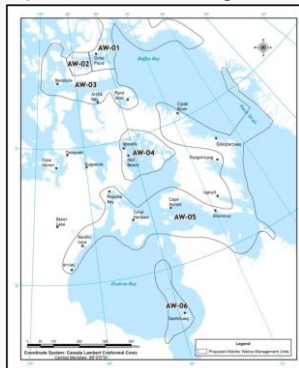 AW-01
Grise
Fiord
Baffin Bay
AW-02
Resolute
AW-03
Arctic
Bay
Pond
Inlet
Clyde
River
Davis Strait
Igloolik
AW-04
Hall
Beach
Qikiqtarjuaq
Pangnirtung
Taloyoak
Gjoa
Haven
Kugaaruk
Repulse
Bay
Iqaluit
Cape
Dorset
AW-05
Kimmirut
Coral
Harbour
Baker
Lake
Rankin
Inlet
Arviat
Hudson Bay
AW-06
Sanikiluaq
Legend
Proposed Atlantic Walrus Management Units
Coordinate System: Canada Lambert Conformal Conic